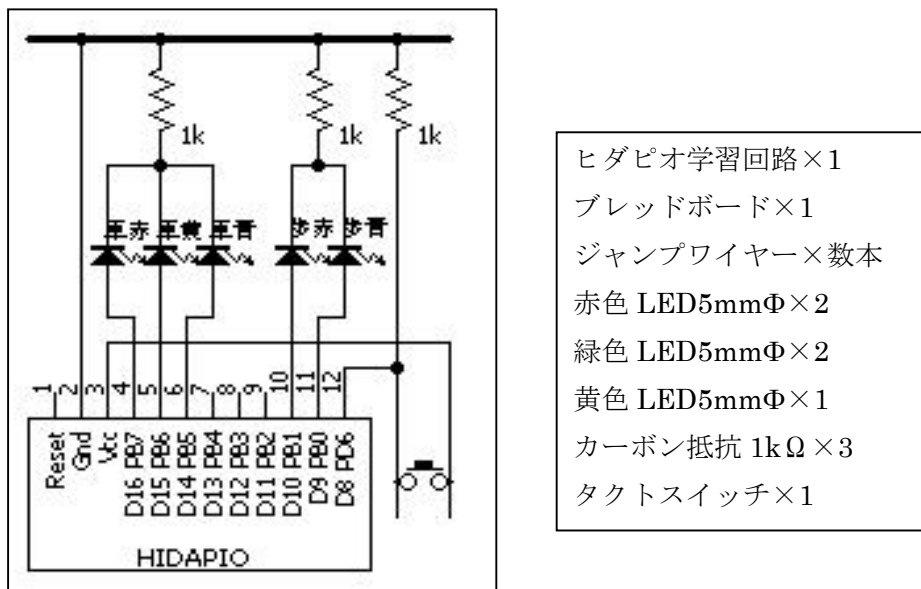 1k
1k
1k
車赤 車黄 車青
歩赤 歩青
1 2 3 4 5 6 7 8 9 10 11 12
Reset
Gnd
Vcc
D16 PB7
D15 PB6
D14 PB5
D13 PB4
D12 PB3
D11 PB2
D10 PB1
D9 PB0
D8 PD6
HIDAPIO
ヒダピオ学習回路×1
ブレッドボード×1
ジャンプワイヤー×数本
赤色 LED5mmΦ×2
緑色 LED5mmΦ×2
黄色 LED5mmΦ×1
カーボン抵抗 1kΩ×3
タクトスイッチ×1